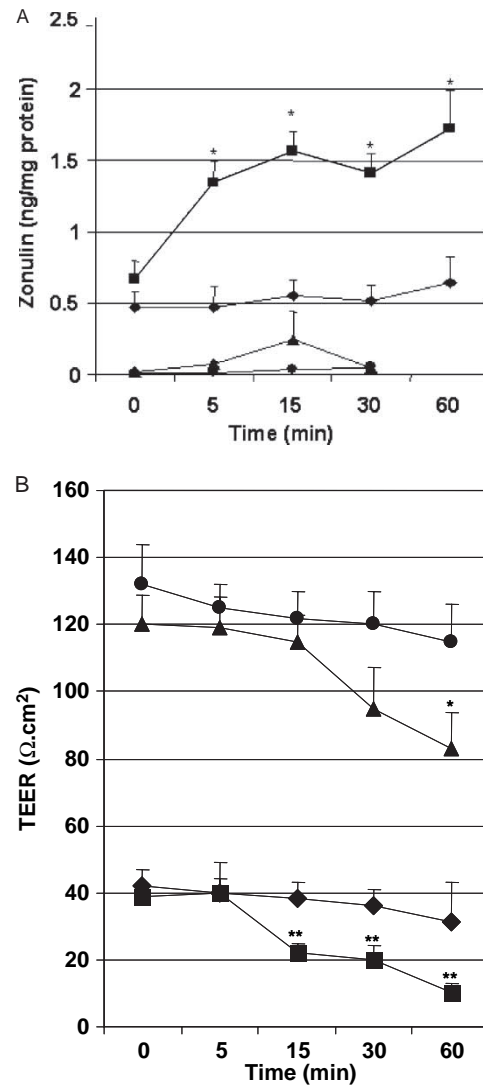 A
Zonulin (ng/mg protein)
2.5
2
1.5
1
0.5
0
* * * *
0 5 15 30 60
Time (min)
B
TEER (Ω.cm²)
160
140
120
100
80
60
40
20
0
*
** ** **
0 5 15 30 60
Time (min)